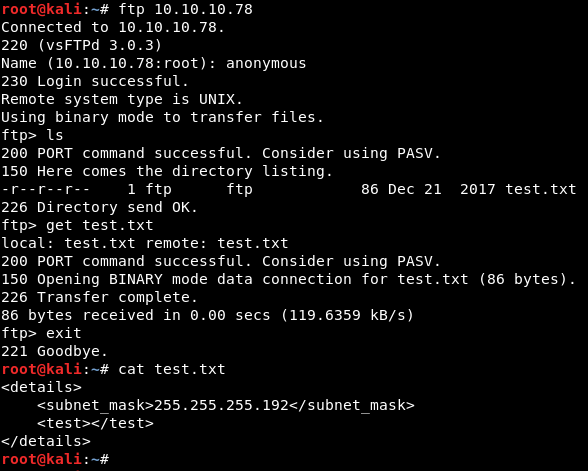 root@kali:~# ftp 10.10.10.78
Connected to 10.10.10.78.
220 (vsFTPd 3.0.3)
Name (10.10.10.78:root): anonymous
230 Login successful.
Remote system type is UNIX.
Using binary mode to transfer files.
ftp> ls
200 PORT command successful. Consider using PASV.
150 Here comes the directory listing.
-r--r--r--    1 ftp      ftp            86 Dec 21  2017 test.txt
226 Directory send OK.
ftp> get test.txt
local: test.txt remote: test.txt
200 PORT command successful. Consider using PASV.
150 Opening BINARY mode data connection for test.txt (86 bytes).
226 Transfer complete.
86 bytes received in 0.00 secs (119.6359 kB/s)
ftp> exit
221 Goodbye.
root@kali:~# cat test.txt
<details>
    <subnet_mask>255.255.255.192</subnet_mask>
    <test></test>
</details>
root@kali:~#